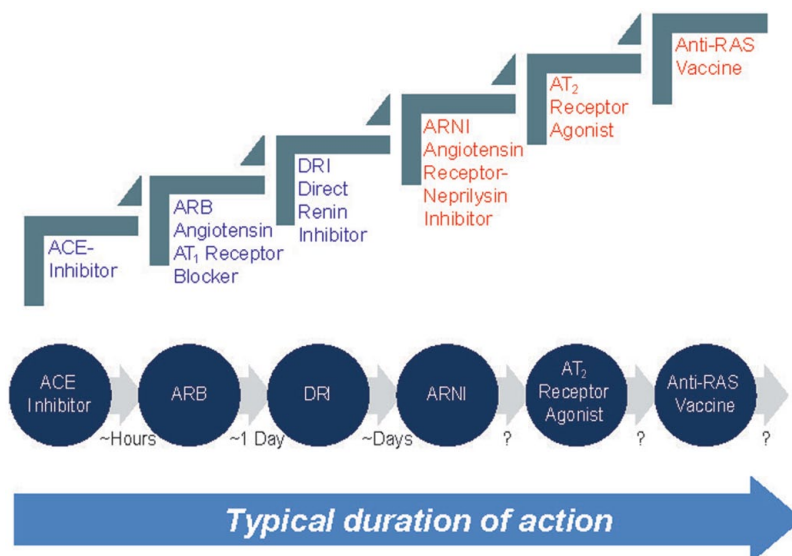 ACE-
Inhibitor
ARB
Angiotensin
AT₁ Receptor
Blocker
DRI
Direct
Renin
Inhibitor
ARNI
Angiotensin
Receptor-
Neprilysin
Inhibitor
AT₂
Receptor
Agonist
Anti-RAS
Vaccine
ACE
Inhibitor
~Hours
ARB
~1 Day
DRI
~Days
ARNI
?
AT₂
Receptor
Agonist
?
Anti-RAS
Vaccine
?
Typical duration of action